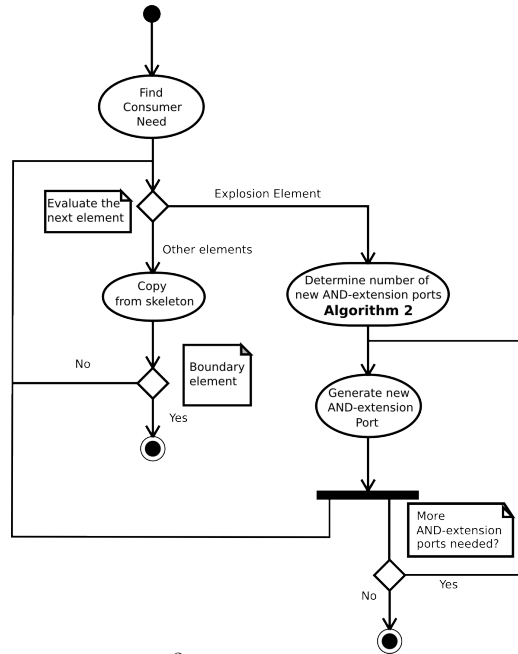 Find
Consumer
Need
Evaluate the
next element
Explosion Element
Other elements
Copy
from skeleton
Determine number of
new AND-extension ports
Algorithm 2
No
Boundary
element
Yes
Generate new
AND-extension
Port
More
AND-extension
ports needed?
No
Yes